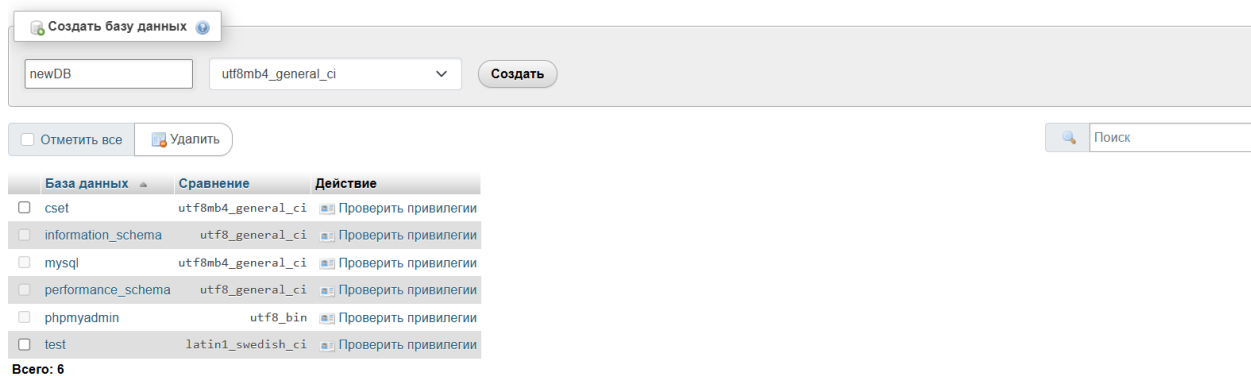 Создать базу данных
newDB utf8mb4_general_ci Создать
Отметить все Удалить Поиск
База данных Сравнение Действие
cset utf8mb4_general_ci Проверить привилегии
information_schema utf8_general_ci Проверить привилегии
mysql utf8mb4_general_ci Проверить привилегии
performance_schema utf8_general_ci Проверить привилегии
phpmyadmin utf8_bin Проверить привилегии
test latin1_swedish_ci Проверить привилегии
Всего: 6